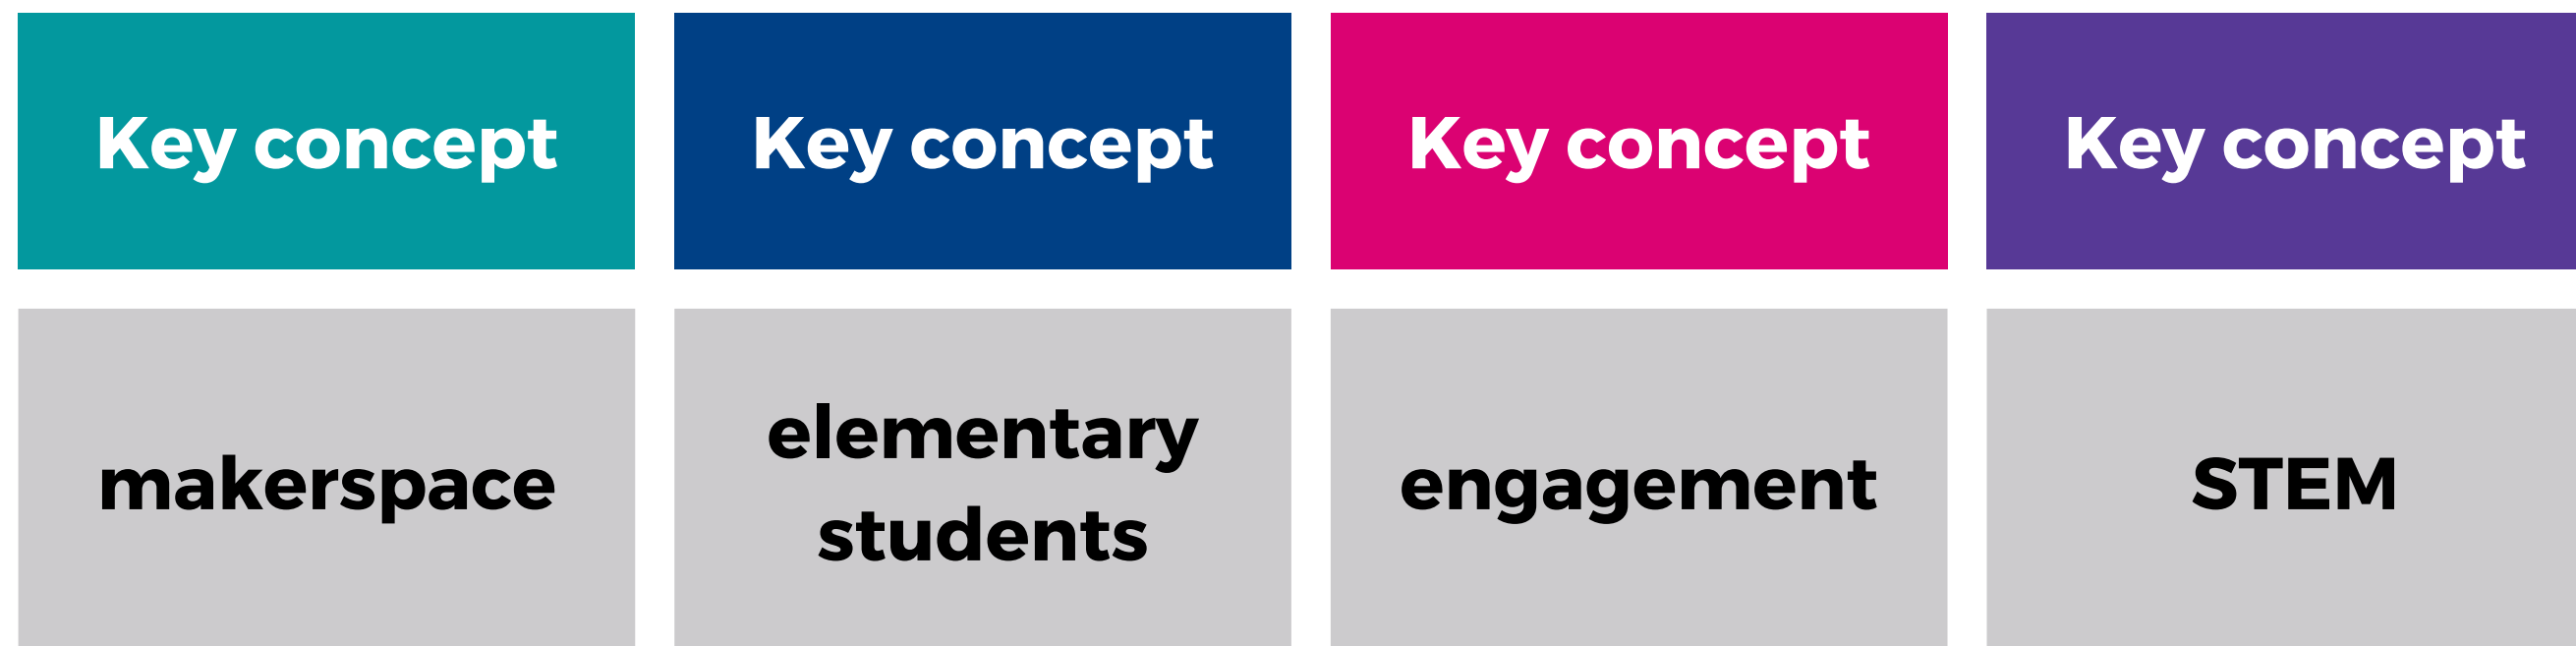 Key concept
Key concept
Key concept
Key concept
makerspace
elementary
students
engagement
STEM